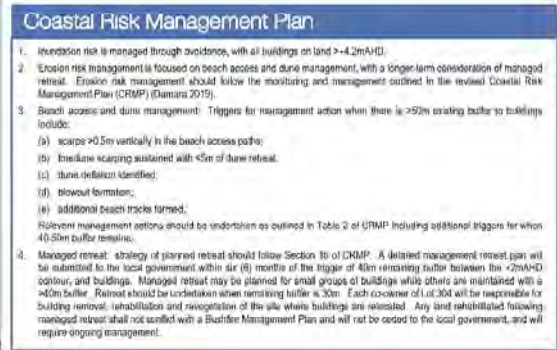 Coastal Risk Management Plan
1. Inundation risk is managed through avoidance, with all buildings on land >+4.2mAHD.
2. Erosion risk management is focused on beach access and dune management, with a longer-term consideration of managed
retreat. Erosion risk management should follow the monitoring and management outlined in the revised Coastal Risk
Management Plan (CRMP) (Damara 2019).
3. Beach access and dune management: Triggers for management action when there is >50m existing buffer to buildings
include:
(a) scarps >0.5m vertically in the beach access paths;
(b) foredune scarping sustained with <5m of dune retreat;
(c) dune deflation identified;
(d) blowout formation;
(e) additional beach tracks formed;
Relevant management actions should be undertaken as outlined in Table 2 of CRMP including additional triggers for when
40-50m buffer remains.
4. Managed retreat: strategy of planned retreat should follow Section 16 of CRMP. A detailed management retreat plan will
be submitted to the local government within six (6) months of the trigger of 40m remaining buffer between the +2mAHD
contour, and buildings. Managed retreat may be planned for small groups of buildings while others are maintained with a
>40m buffer. Retreat should be undertaken when remaining buffer is 30m. Each co-owner of Lot 304 will be responsible for
building removal, rehabilitation and revegetation of the site where buildings are relocated. Any land rehabilitated following
managed retreat shall not conflict with a Bushfire Management Plan and will not be ceded to the local government, and will
require ongoing management.